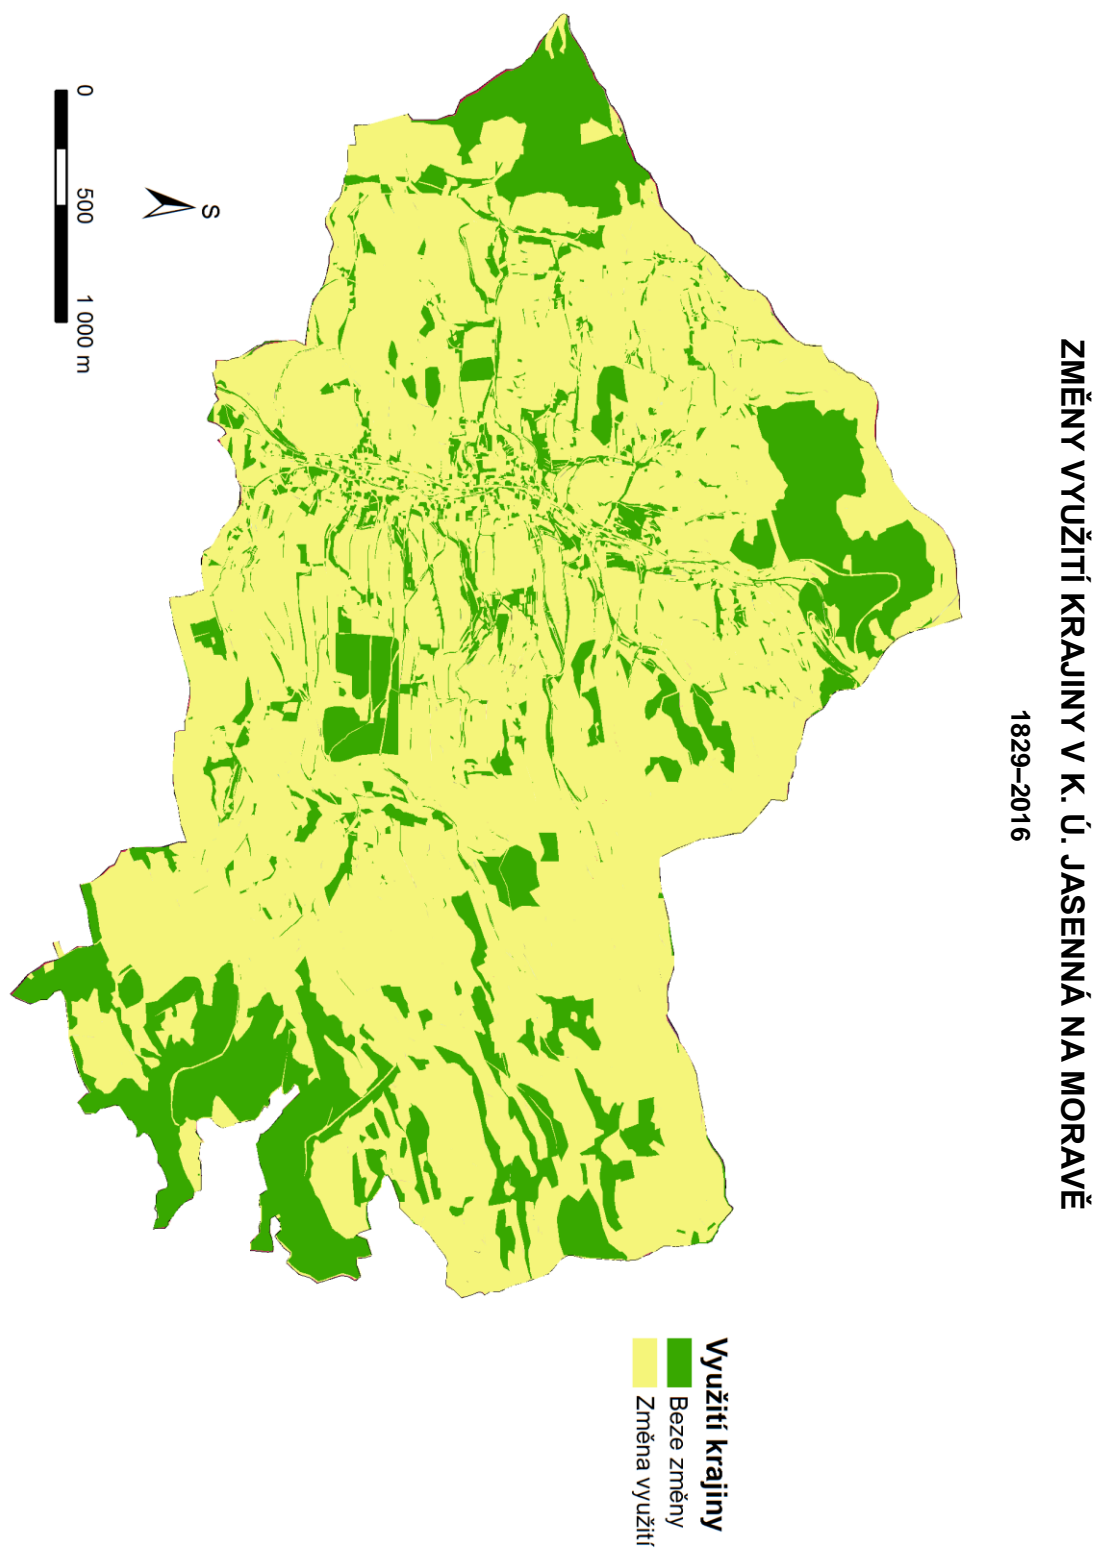 ZMĚNY VYUŽITÍ KRAJINY V K. Ú. JASENNÁ NA MORAVĚ
1829–2016
S
0 500 1 000 m
Využití krajiny
Beze změny
Změna využití